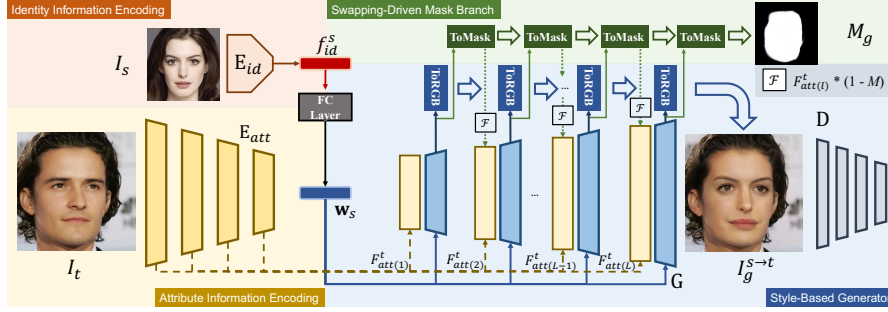 Identity Information Encoding
Swapping-Driven Mask Branch
I_s
E_id
f^s_id
FC
Layer
w_s
ToMask
ToMask
ToMask
ToMask
M_g
ToRGB
ToRGB
...
ToRGB
ToRGB
F
F
F
F F^t_att(l) * (1 - M)
E_att
D
...
I_t
F^t_att(1)
F^t_att(2)
F^t_att(L-1)
F^t_att(L)
G
I_g^s→t
Attribute Information Encoding
Style-Based Generator